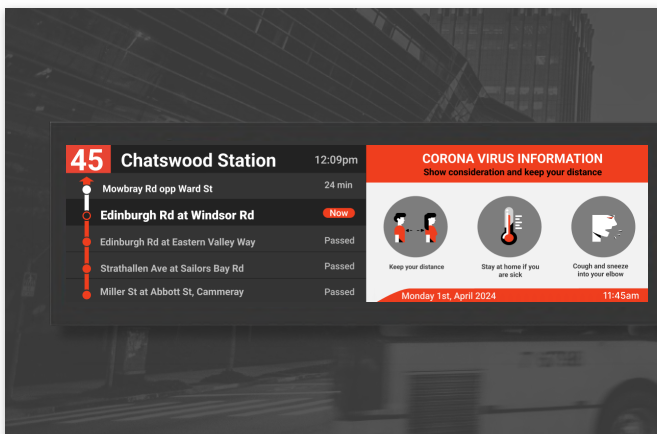 45 Chatswood Station 12:09pm
Mowbray Rd opp Ward St 24 min
Edinburgh Rd at Windsor Rd Now
Edinburgh Rd at Eastern Valley Way Passed
Strathallen Ave at Sailors Bay Rd Passed
Miller St at Abbott St, Cammeray Passed
CORONA VIRUS INFORMATION
Show consideration and keep your distance
Keep your distance
Stay at home if you
are sick
Cough and sneeze
into your elbow
Monday 1st, April 2024 11:45am